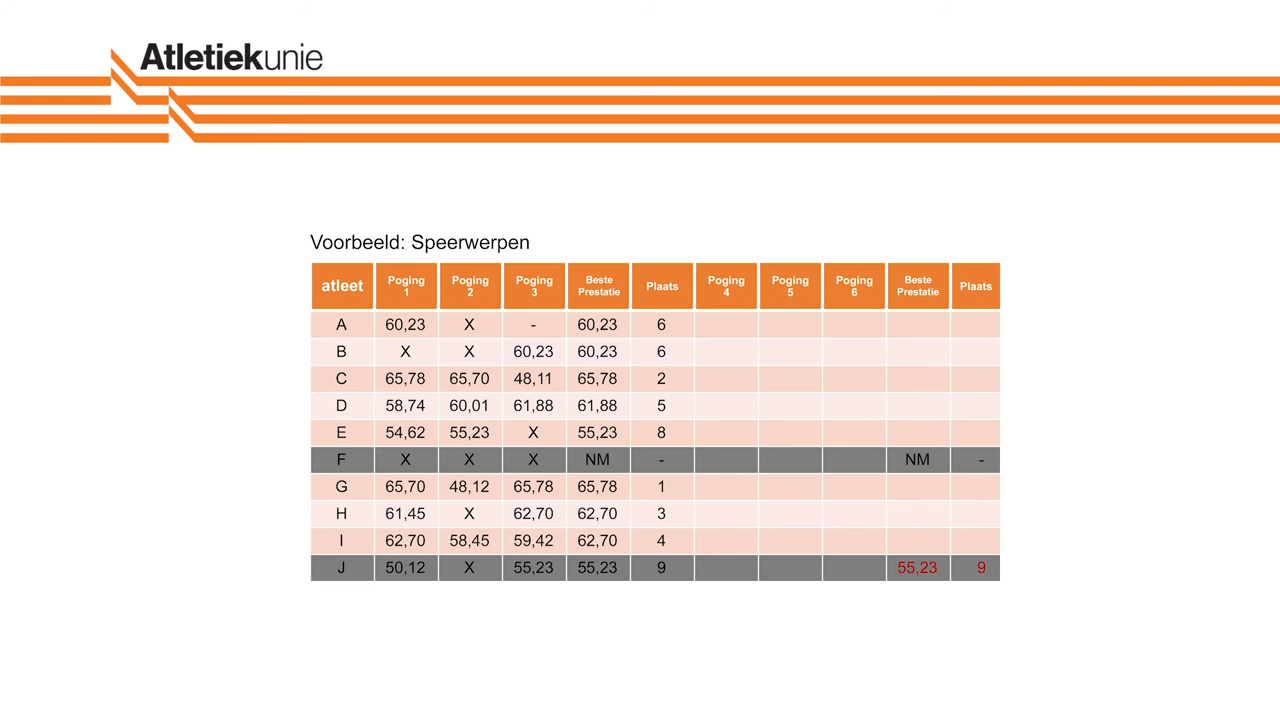 Atletiekunie
Voorbeeld: Speerwerpen
atleet Poging 1 Poging 2 Poging 3 Beste Prestatie Plaats Poging 4 Poging 5 Poging 6 Beste Prestatie Plaats
A 60,23 X - 60,23 6
B X X 60,23 60,23 6
C 65,78 65,70 48,11 65,78 2
D 58,74 60,01 61,88 61,88 5
E 54,62 55,23 X 55,23 8
F X X X NM - NM -
G 65,70 48,12 65,78 65,78 1
H 61,45 X 62,70 62,70 3
I 62,70 58,45 59,42 62,70 4
J 50,12 X 55,23 55,23 9 55,23 9